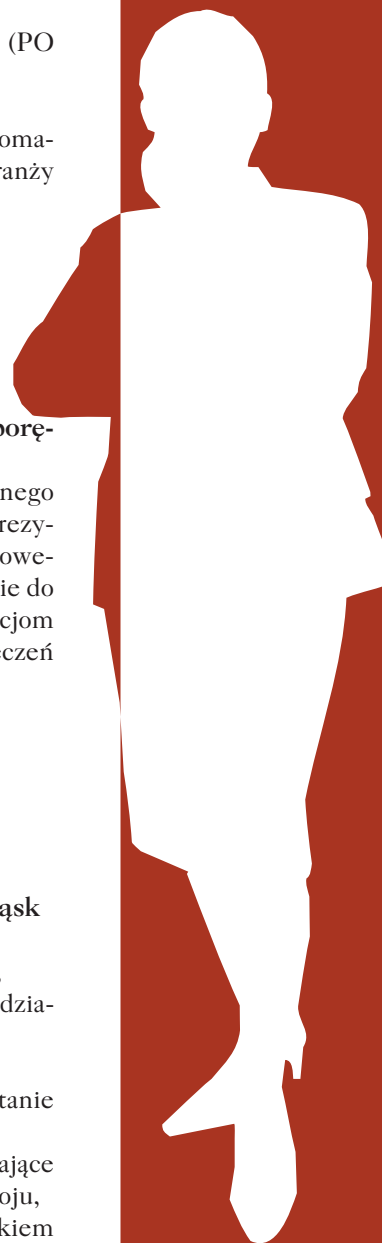 (PO
oma-
ranży
porę-
nego
rezy-
owe-
ie do
cjom
eczeń
ąsk
dzia-
tanie
ające
oju,
kiem